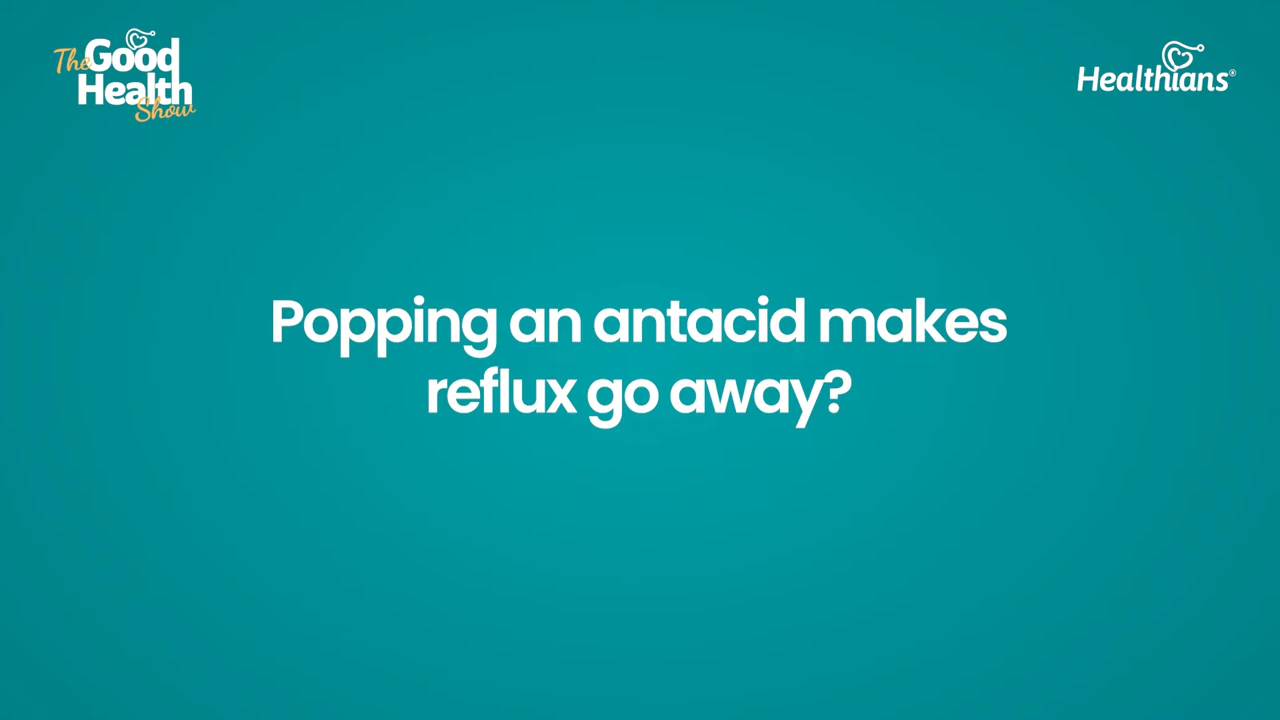 The Good
Health
Show
Healthians®
Popping an antacid makes
reflux go away?